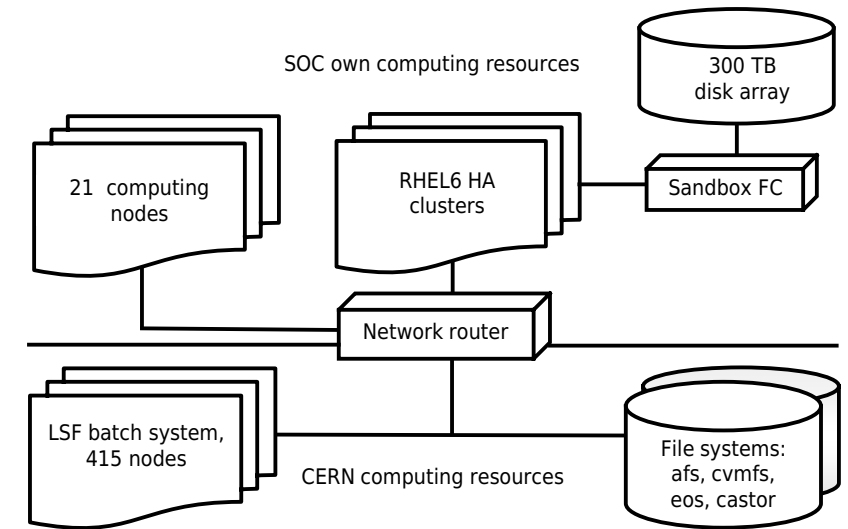 SOC own computing resources
300 TB
disk array
21 computing
nodes
RHEL6 HA
clusters
Sandbox FC
Network router
LSF batch system,
415 nodes
CERN computing resources
File systems:
afs, cvmfs,
eos, castor